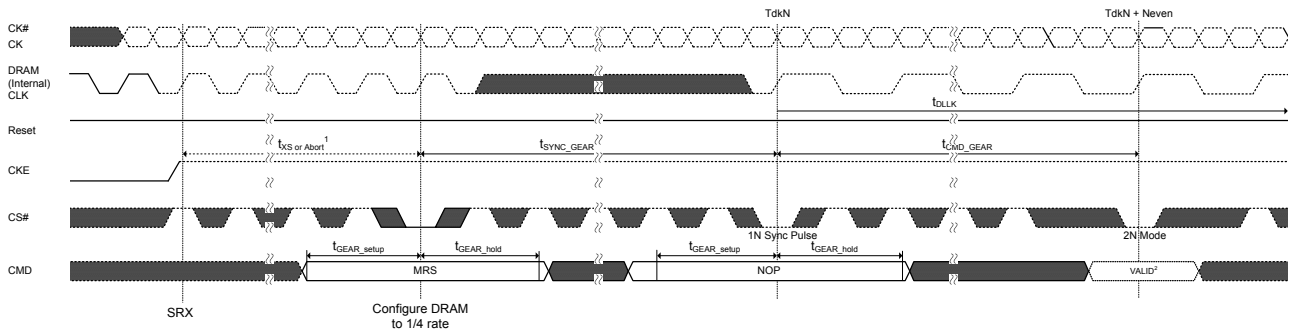 TdkN
TdkN + Neven
CK#
CK
DRAM
(Internal)
CLK
tDLLK
Reset
tXS or Abort1
tSYNC_GEAR
tCMD_GEAR
CKE
CS#
1N Sync Pulse
2N Mode
tGEAR_setup
tGEAR_hold
tGEAR_setup
tGEAR_hold
CMD
MRS
NOP
VALID2
SRX
Configure DRAM
to 1/4 rate